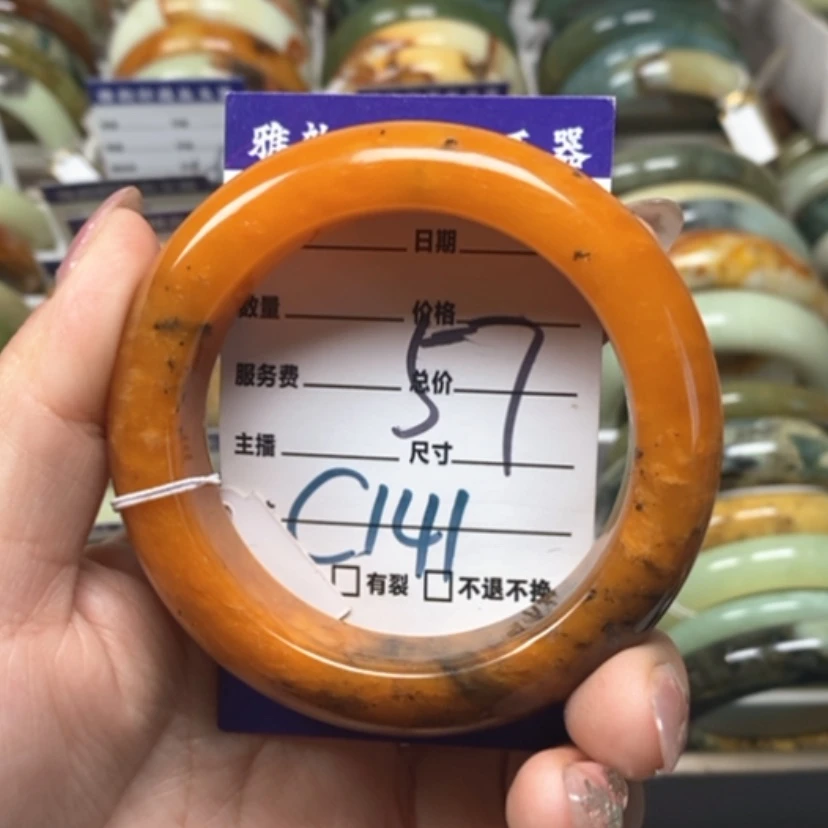 雅 器
日期
数量 价格
57
服务费 总价
主播 尺寸
C141
□有裂 □不退不换